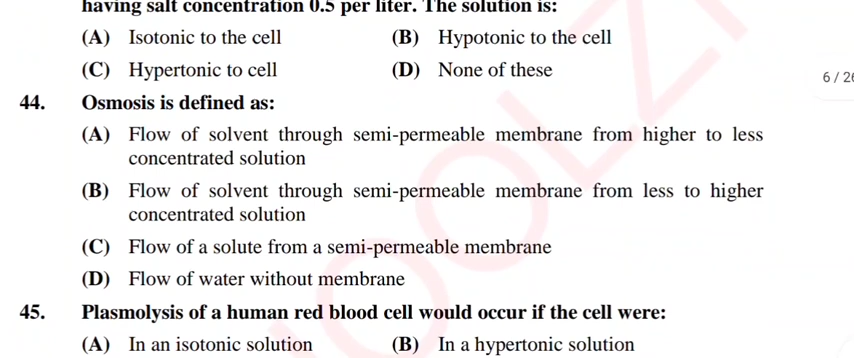 having salt concentration 0.5 per liter. The solution is:
(A) Isotonic to the cell (B) Hypotonic to the cell
(C) Hypertonic to cell (D) None of these
6 / 26
44. Osmosis is defined as:
(A) Flow of solvent through semi-permeable membrane from higher to less
concentrated solution
(B) Flow of solvent through semi-permeable membrane from less to higher
concentrated solution
(C) Flow of a solute from a semi-permeable membrane
(D) Flow of water without membrane
45. Plasmolysis of a human red blood cell would occur if the cell were:
(A) In an isotonic solution (B) In a hypertonic solution